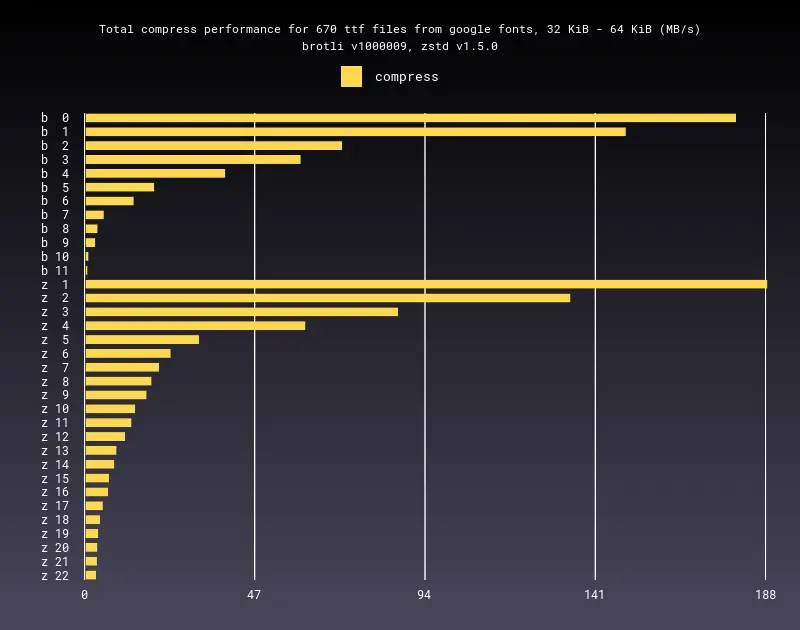 Total compress performance for 670 ttf files from google fonts, 32 KiB - 64 KiB (MB/s)
brotli v1000009, zstd v1.5.0
compress
b  0
b  1
b  2
b  3
b  4
b  5
b  6
b  7
b  8
b  9
b 10
b 11
z  1
z  2
z  3
z  4
z  5
z  6
z  7
z  8
z  9
z 10
z 11
z 12
z 13
z 14
z 15
z 16
z 17
z 18
z 19
z 20
z 21
z 22
0 47 94 141 188